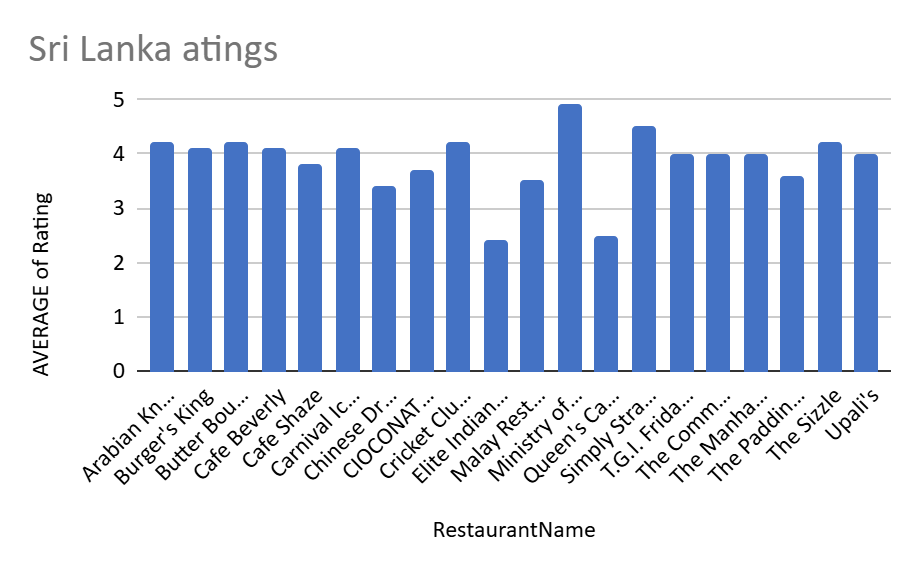 Sri Lanka atings
AVERAGE of Rating
5
4
3
2
1
0
Arabian Kn...
Burger's King
Butter Bou...
Cafe Beverly
Cafe Shaze
Carnival Ic...
Chinese Dr...
CIOCONAT...
Cricket Clu...
Elite Indian...
Malay Rest...
Ministry of...
Queen's Ca...
Simply Stra...
T.G.I. Frida...
The Comm...
The Manha...
The Paddin...
The Sizzle
Upali's
RestaurantName